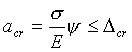 a_cr = σ/E ψ ≤ Δ_cr